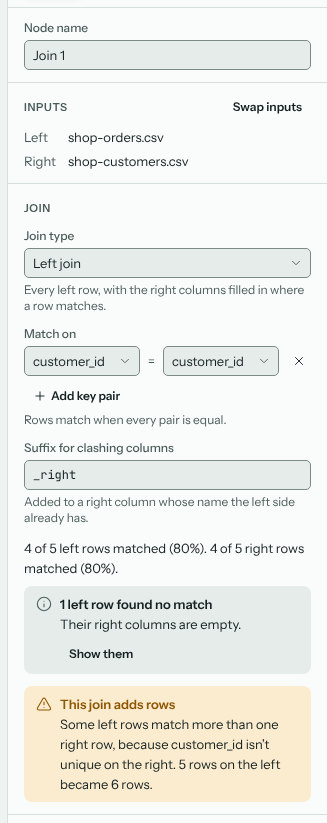 Node name
Join 1
INPUTS
Swap inputs
Left shop-orders.csv
Right shop-customers.csv
JOIN
Join type
Left join
Every left row, with the right columns filled in where
a row matches.
Match on
customer_id = customer_id ×
+ Add key pair
Rows match when every pair is equal.
Suffix for clashing columns
_right
Added to a right column whose name the left side
already has.
4 of 5 left rows matched (80%). 4 of 5 right rows
matched (80%).
1 left row found no match
Their right columns are empty.
Show them
This join adds rows
Some left rows match more than one
right row, because customer_id isn't
unique on the right. 5 rows on the left
became 6 rows.